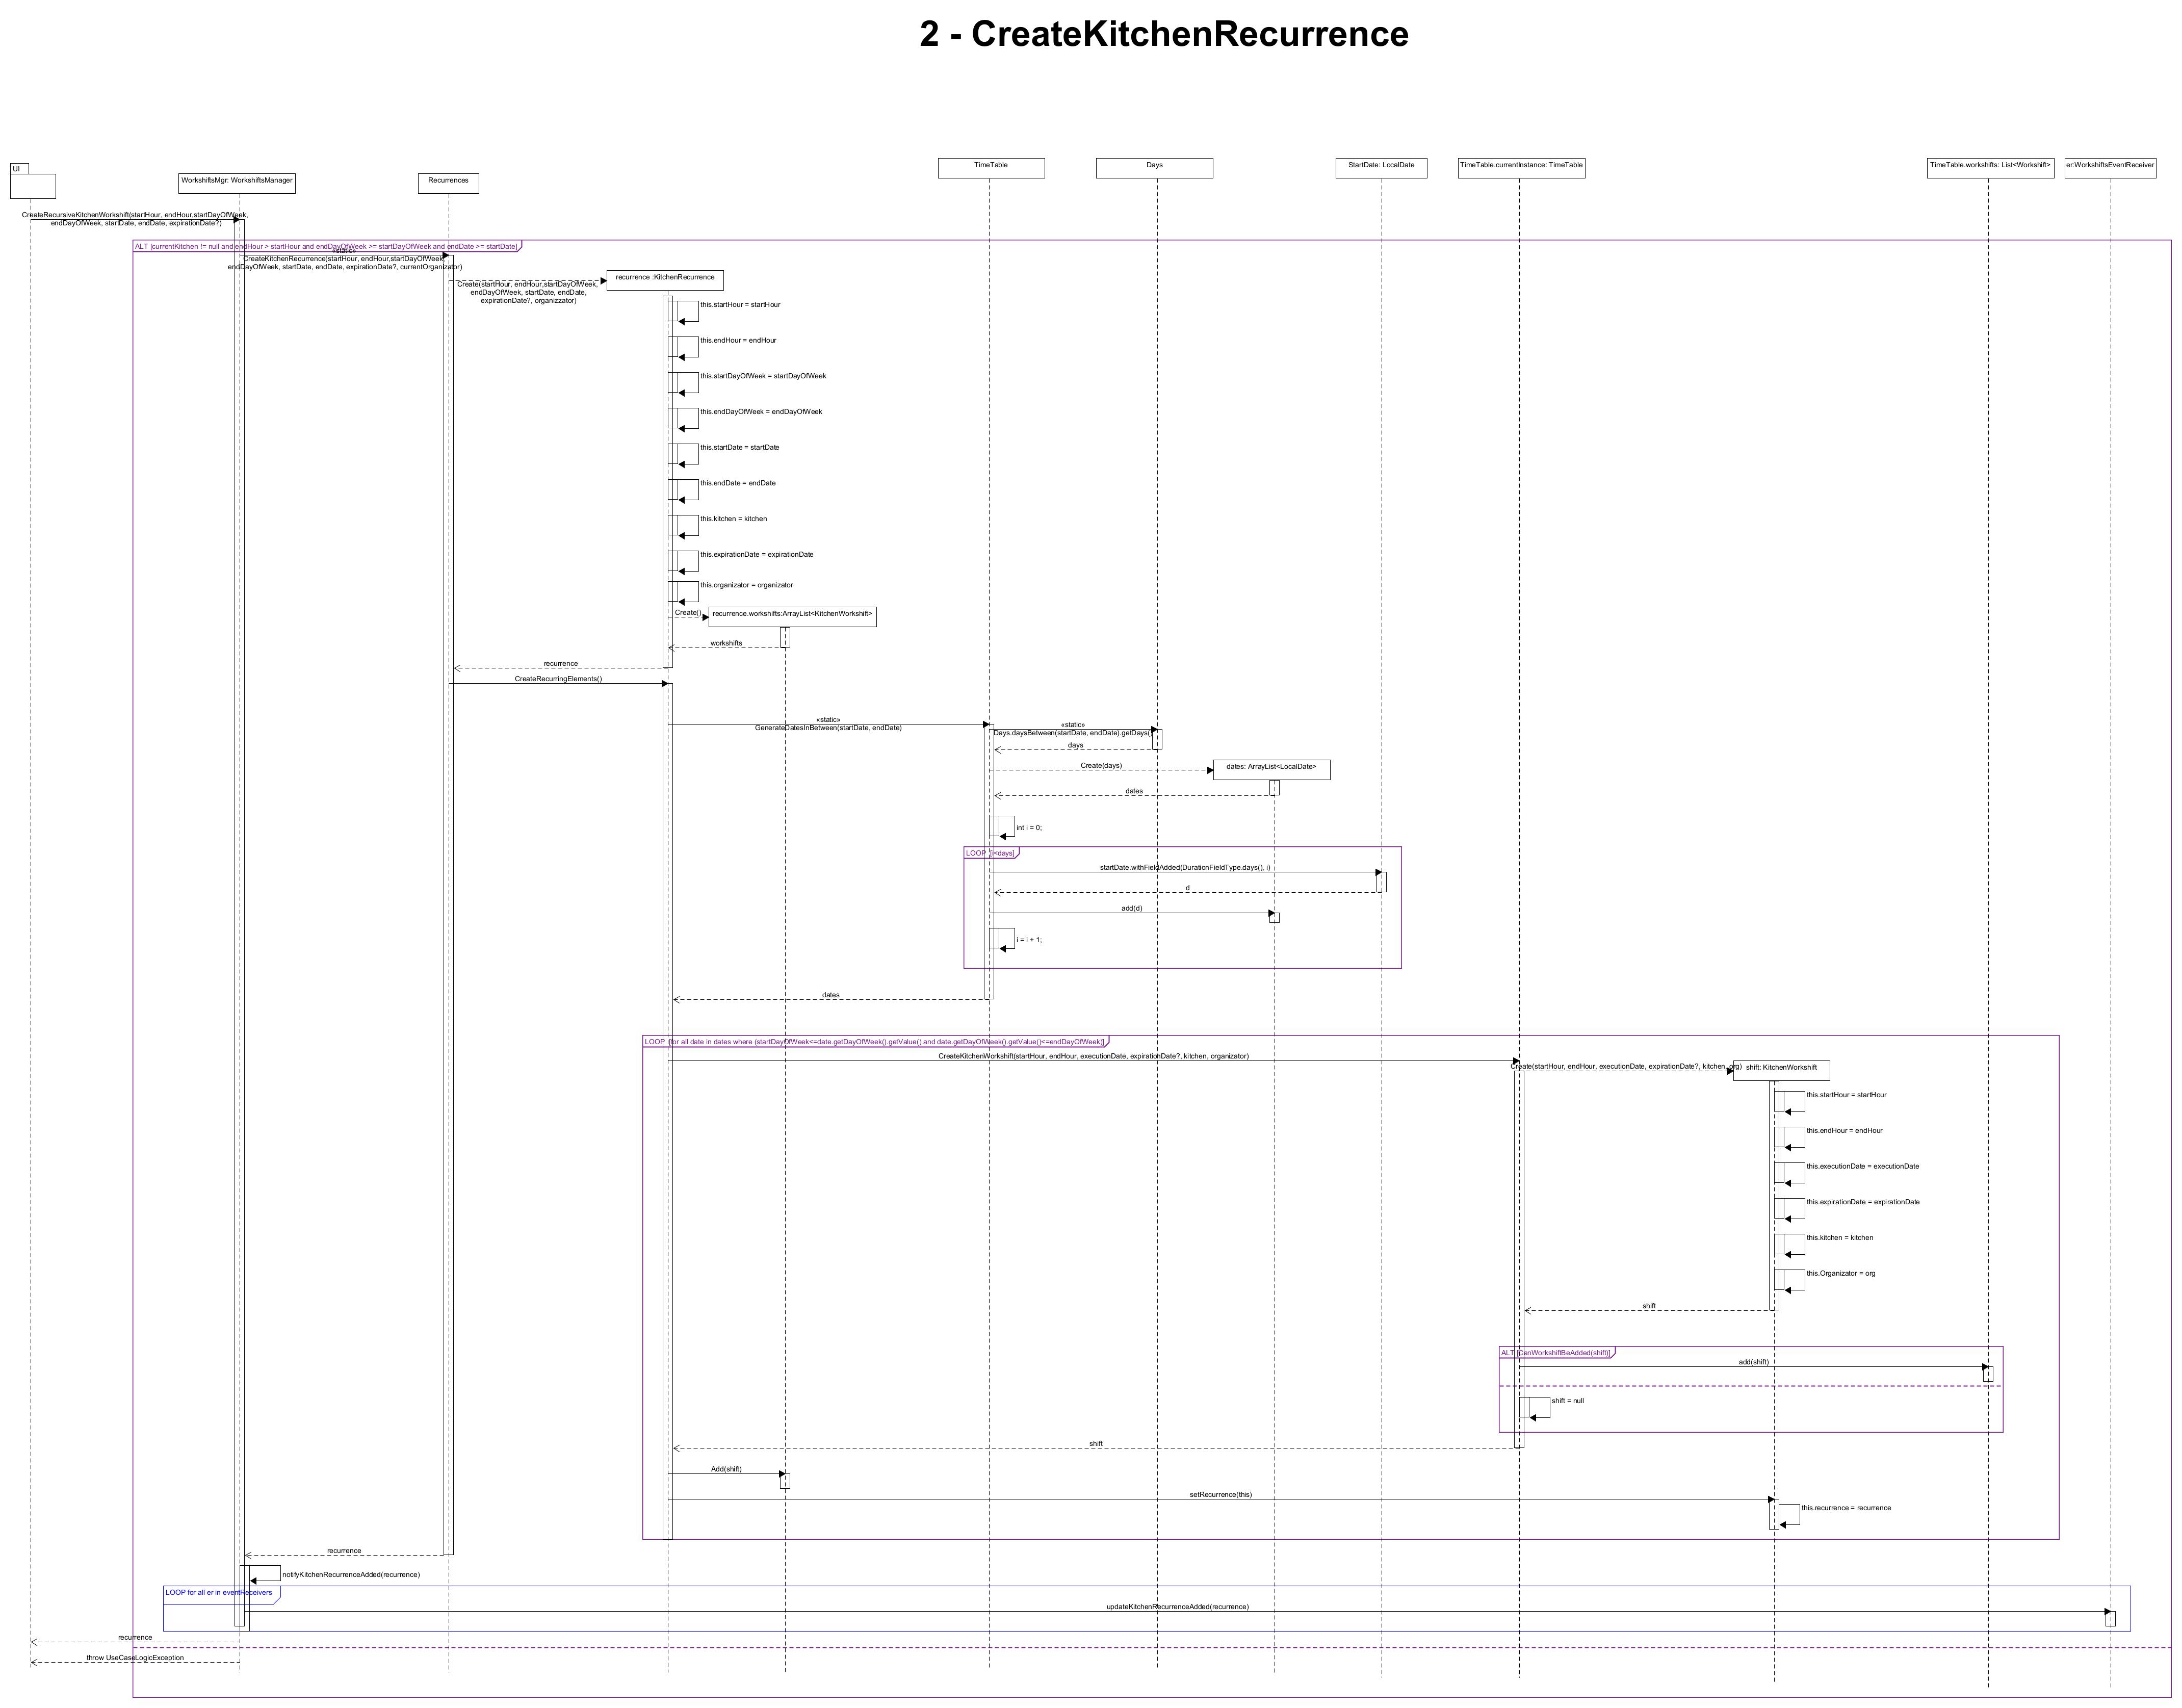 2 - CreateKitchenRecurrence
UI
WorkshiftsMgr: WorkshiftsManager
Recurrences
TimeTable
Days
StartDate: LocalDate
TimeTable.currentInstance: TimeTable
TimeTable.workshifts: List<Workshift>
er:WorkshiftsEventReceiver
CreateRecursiveKitchenWorkshift(startHour, endHour,startDayOfWeek,
endDayOfWeek, startDate, endDate, expirationDate?)
ALT [currentKitchen != null and endHour > startHour and endDayOfWeek >= startDayOfWeek and endDate >= startDate]
«static»
CreateKitchenRecurrence(startHour, endHour,startDayOfWeek,
endDayOfWeek, startDate, endDate, expirationDate?, currentOrganizator)
recurrence :KitchenRecurrence
Create(startHour, endHour,startDayOfWeek,
endDayOfWeek, startDate, endDate,
expirationDate?, organizzator)
this.startHour = startHour
this.endHour = endHour
this.startDayOfWeek = startDayOfWeek
this.endDayOfWeek = endDayOfWeek
this.startDate = startDate
this.endDate = endDate
this.kitchen = kitchen
this.expirationDate = expirationDate
this.organizator = organizator
Create()
recurrence.workshifts:ArrayList<KitchenWorkshift>
workshifts
recurrence
CreateRecurringElements()
«static»
GenerateDatesInBetween(startDate, endDate)
«static»
Days.daysBetween(startDate, endDate).getDays()
days
Create(days)
dates: ArrayList<LocalDate>
dates
int i = 0;
LOOP [i<days]
startDate.withFieldAdded(DurationFieldType.days(), i)
d
add(d)
i = i + 1;
dates
LOOP [for all date in dates where (startDayOfWeek<=date.getDayOfWeek().getValue() and date.getDayOfWeek().getValue()<=endDayOfWeek)]
CreateKitchenWorkshift(startHour, endHour, executionDate, expirationDate?, kitchen, organizator)
Create(startHour, endHour, executionDate, expirationDate?, kitchen, org)
shift: KitchenWorkshift
this.startHour = startHour
this.endHour = endHour
this.executionDate = executionDate
this.expirationDate = expirationDate
this.kitchen = kitchen
this.Organizator = org
shift
ALT [CanWorkshiftBeAdded(shift)]
add(shift)
shift = null
shift
Add(shift)
setRecurrence(this)
this.recurrence = recurrence
recurrence
notifyKitchenRecurrenceAdded(recurrence)
LOOP for all er in eventReceivers
updateKitchenRecurrenceAdded(recurrence)
recurrence
throw UseCaseLogicException